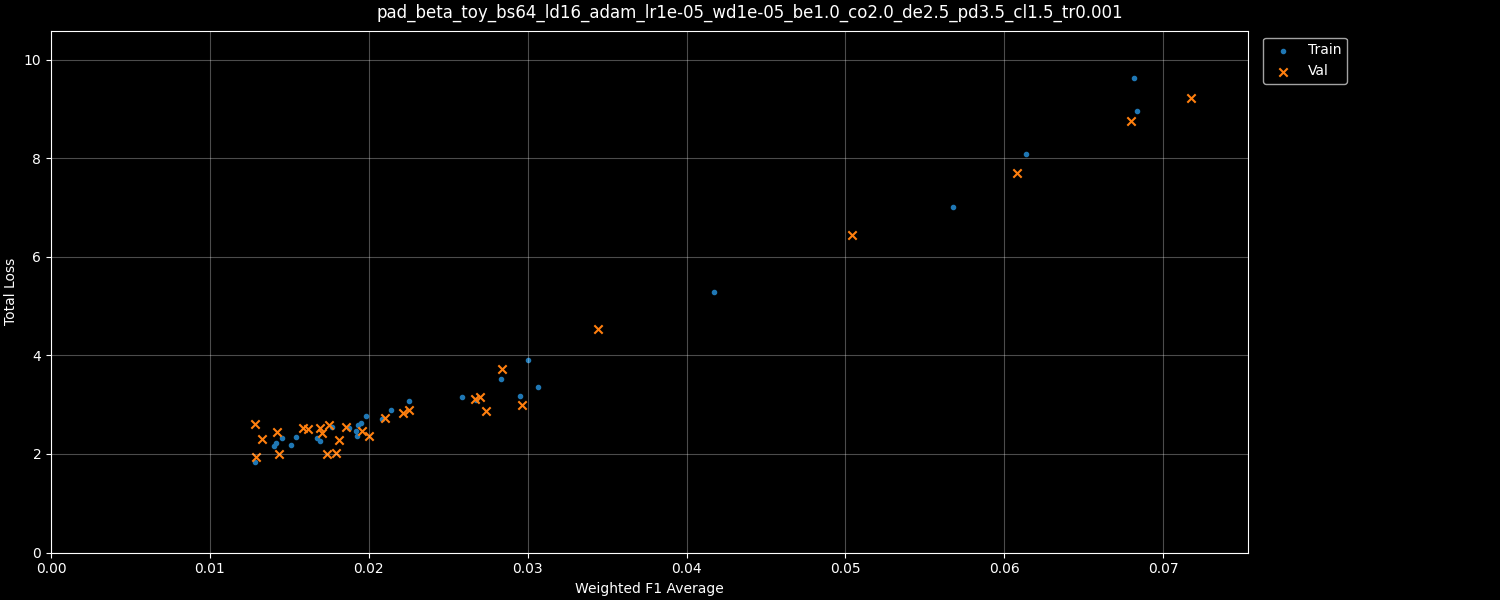 pad_beta_toy_bs64_ld16_adam_lr1e-05_wd1e-05_be1.0_co2.0_de2.5_pd3.5_cl1.5_tr0.001
Train
Val
10
8
6
4
2
0
Total Loss
0.00 0.01 0.02 0.03 0.04 0.05 0.06 0.07
Weighted F1 Average